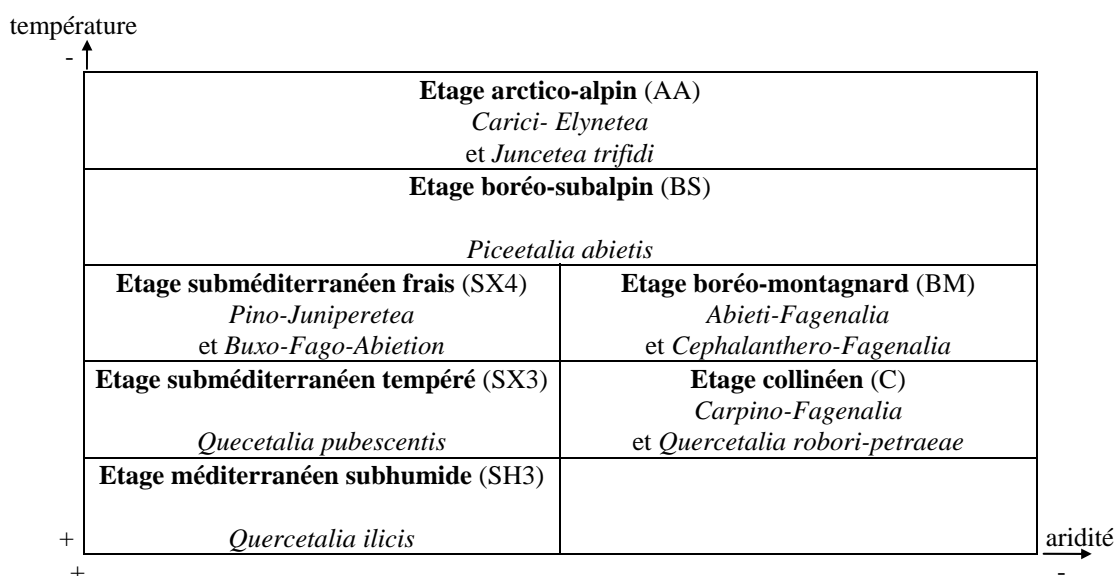 température
-
Etage arctico-alpin (AA)
Carici- Elynetea
et Juncetea trifidi
Etage boréo-subalpin (BS)
Piceetalia abietis
Etage subméditerranéen frais (SX4)
Pino-Juniperetea
et Buxo-Fago-Abietion
Etage boréo-montagnard (BM)
Abieti-Fagenalia
et Cephalanthero-Fagenalia
Etage subméditerranéen tempéré (SX3)
Quecetalia pubescentis
Etage collinéen (C)
Carpino-Fagenalia
et Quercetalia robori-petraeae
Etage méditerranéen subhumide (SH3)
Quercetalia ilicis
+
aridité
+
-